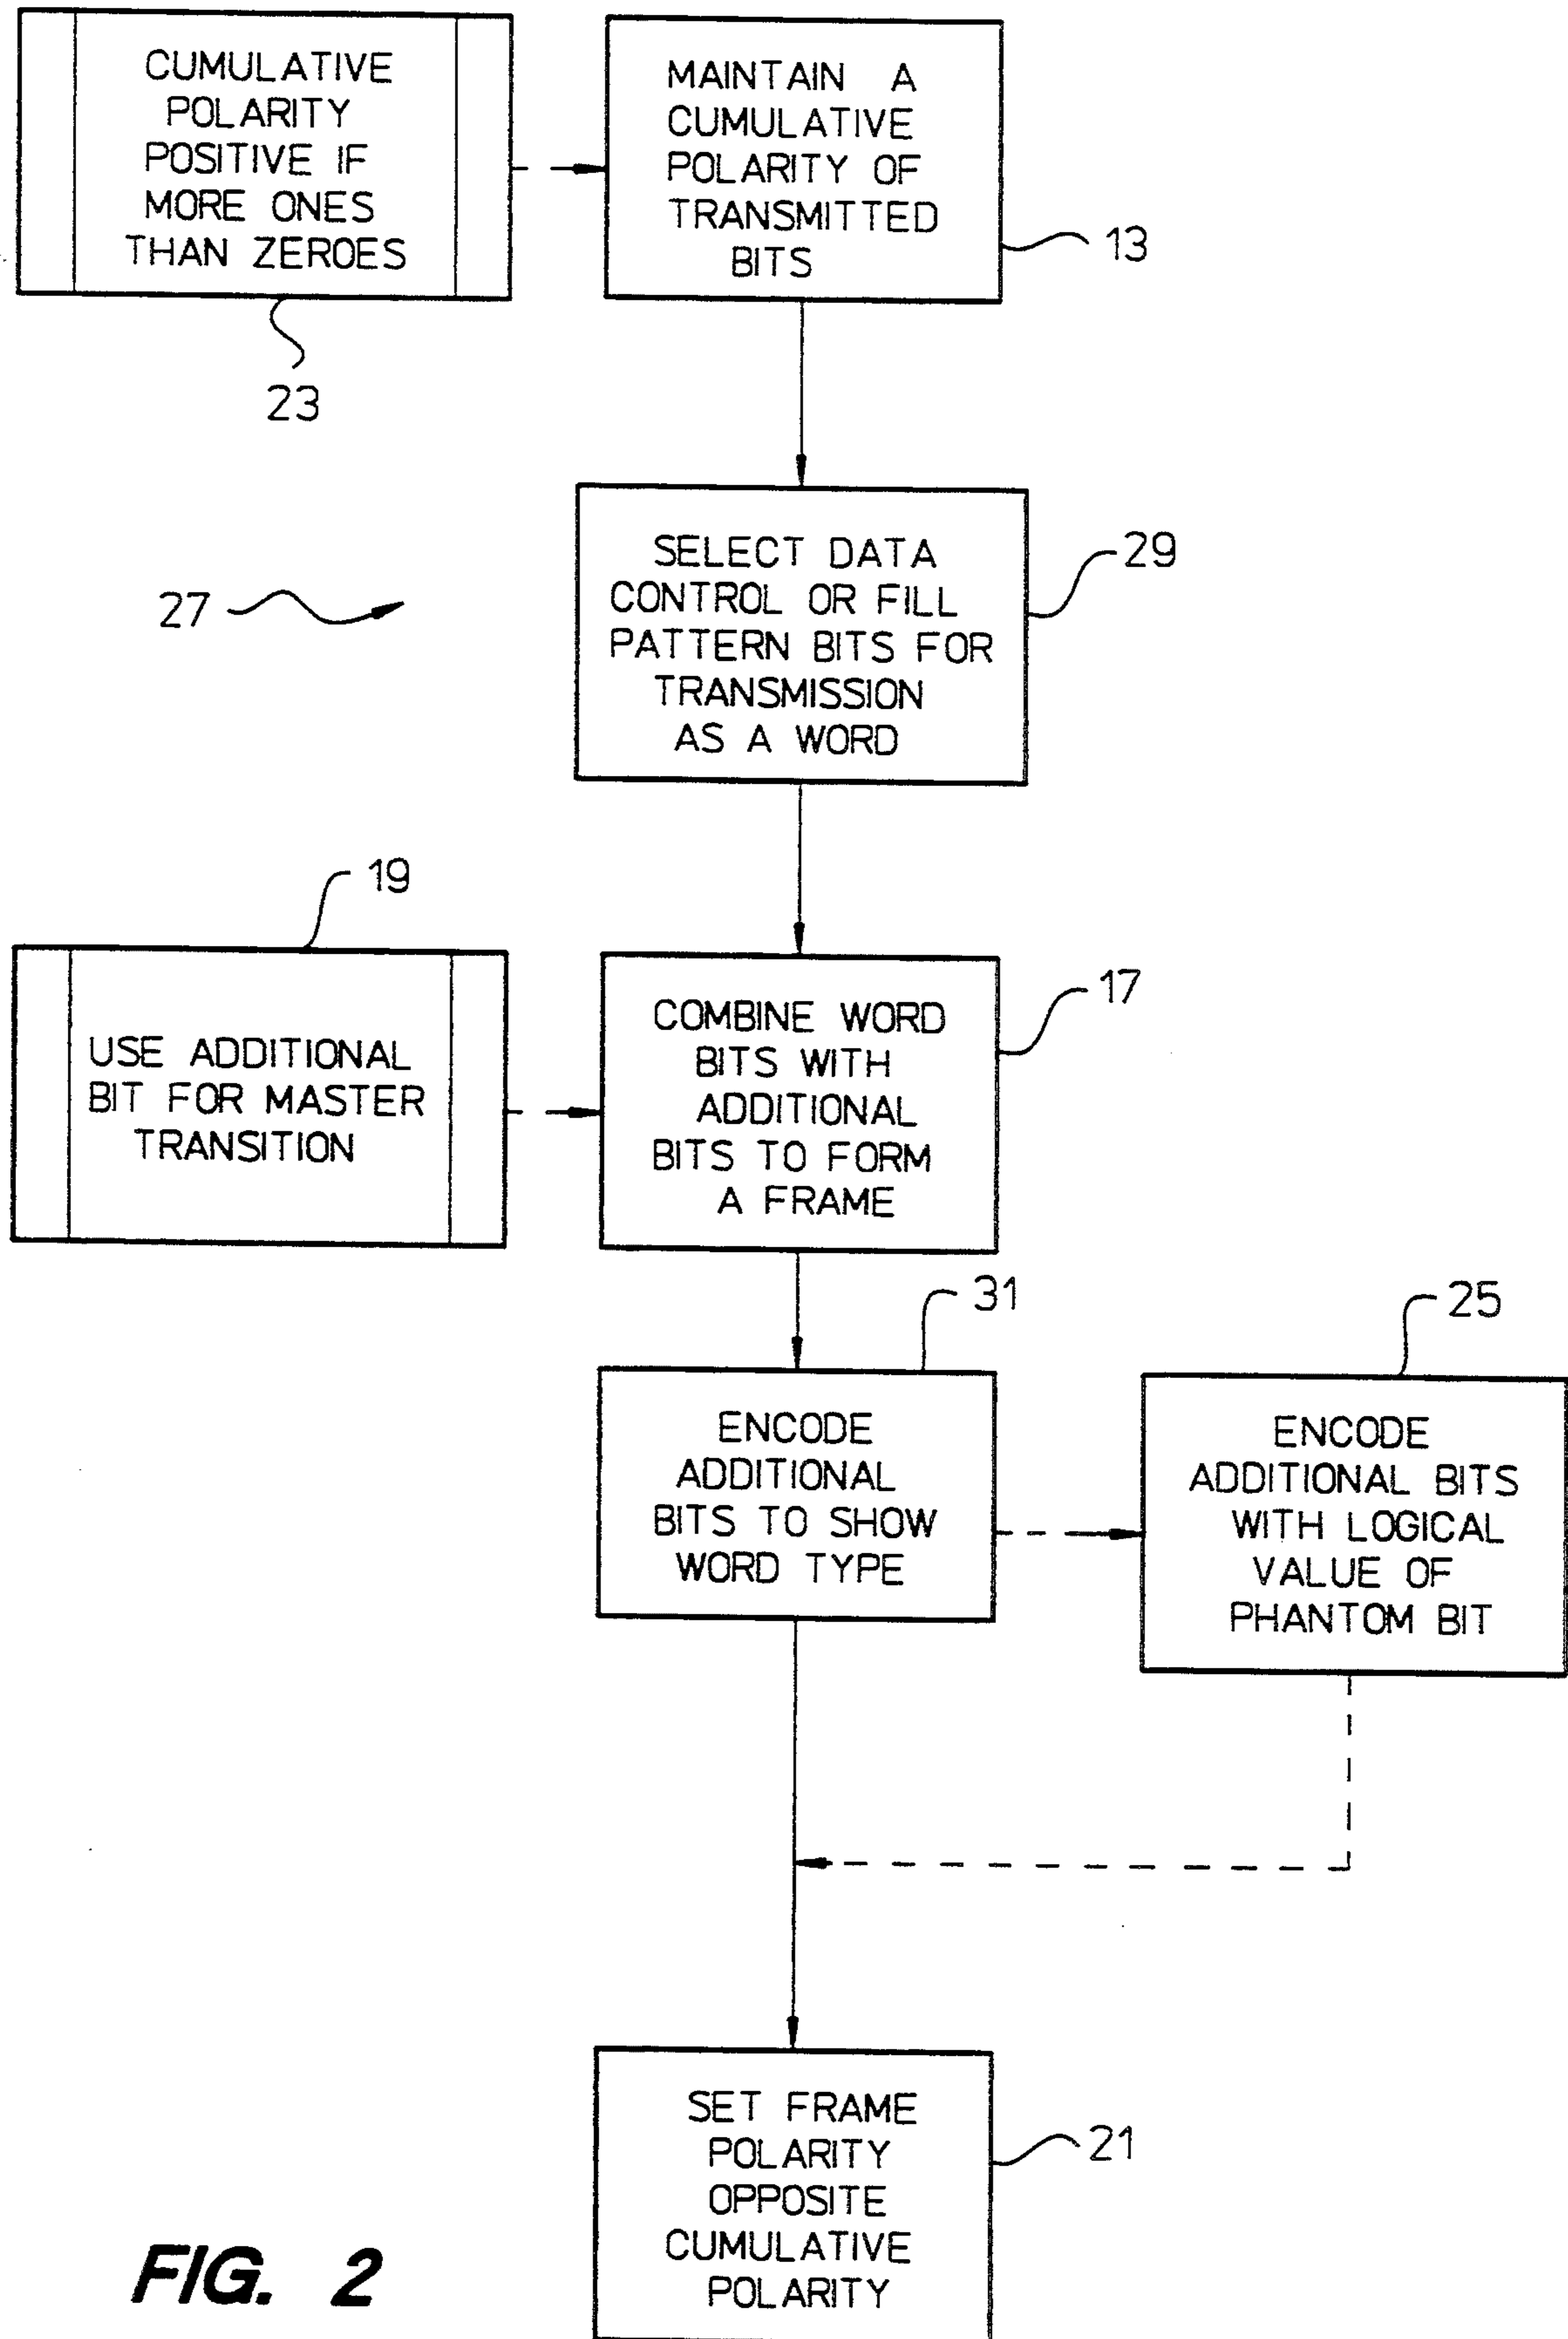 CUMULATIVE
POLARITY
POSITIVE IF
MORE ONES
THAN ZEROES
23
MAINTAIN A
CUMULATIVE
POLARITY OF
TRANSMITTED
BITS
13
27
SELECT DATA
CONTROL OR FILL
PATTERN BITS FOR
TRANSMISSION
AS A WORD
29
19
USE ADDITIONAL
BIT FOR MASTER
TRANSITION
COMBINE WORD
BITS WITH
ADDITIONAL
BITS TO FORM
A FRAME
17
31
ENCODE
ADDITIONAL
BITS TO SHOW
WORD TYPE
25
ENCODE
ADDITIONAL BITS
WITH LOGICAL
VALUE OF
PHANTOM BIT
SET FRAME
POLARITY
OPPOSITE
CUMULATIVE
POLARITY
21
FIG. 2